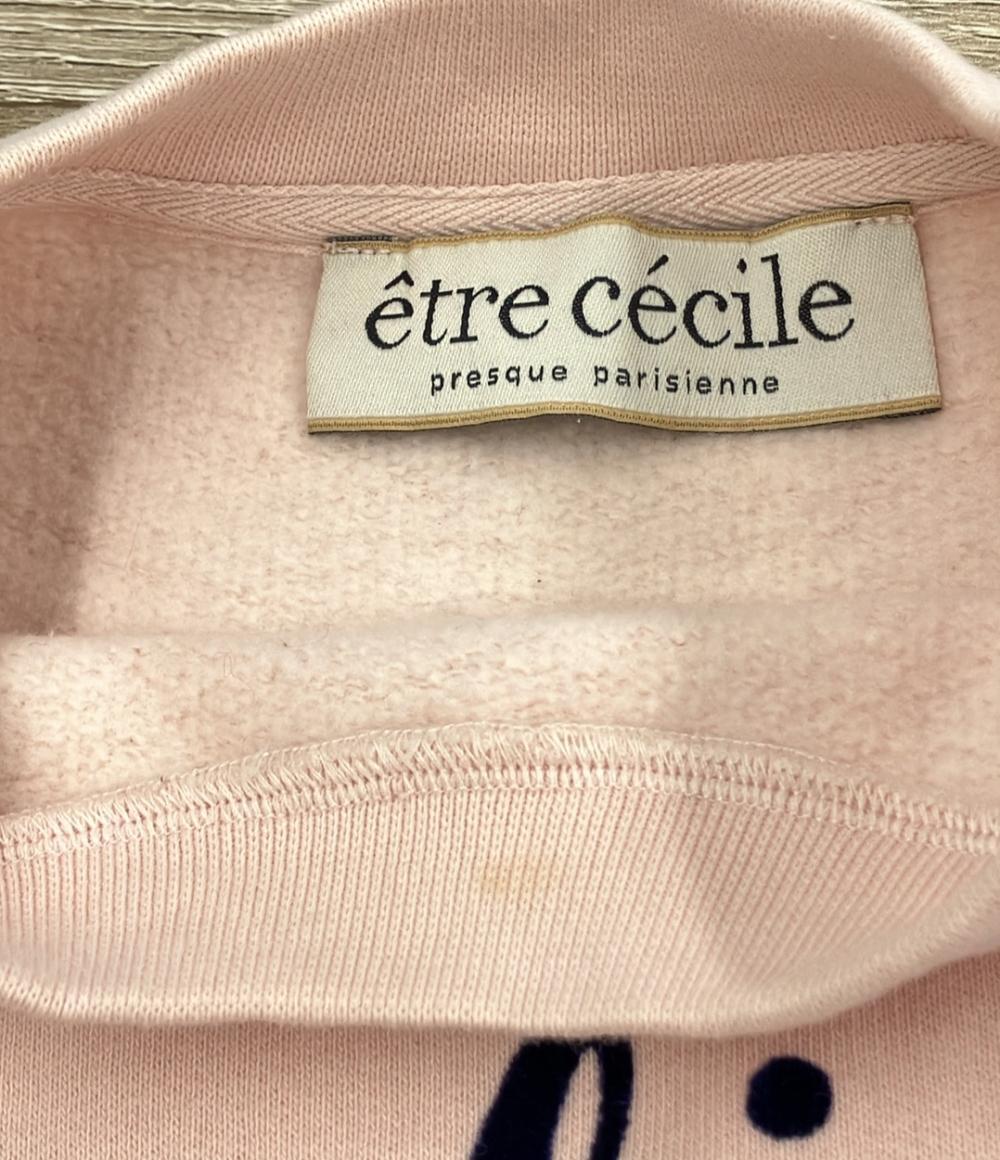 être cécile
presque parisienne